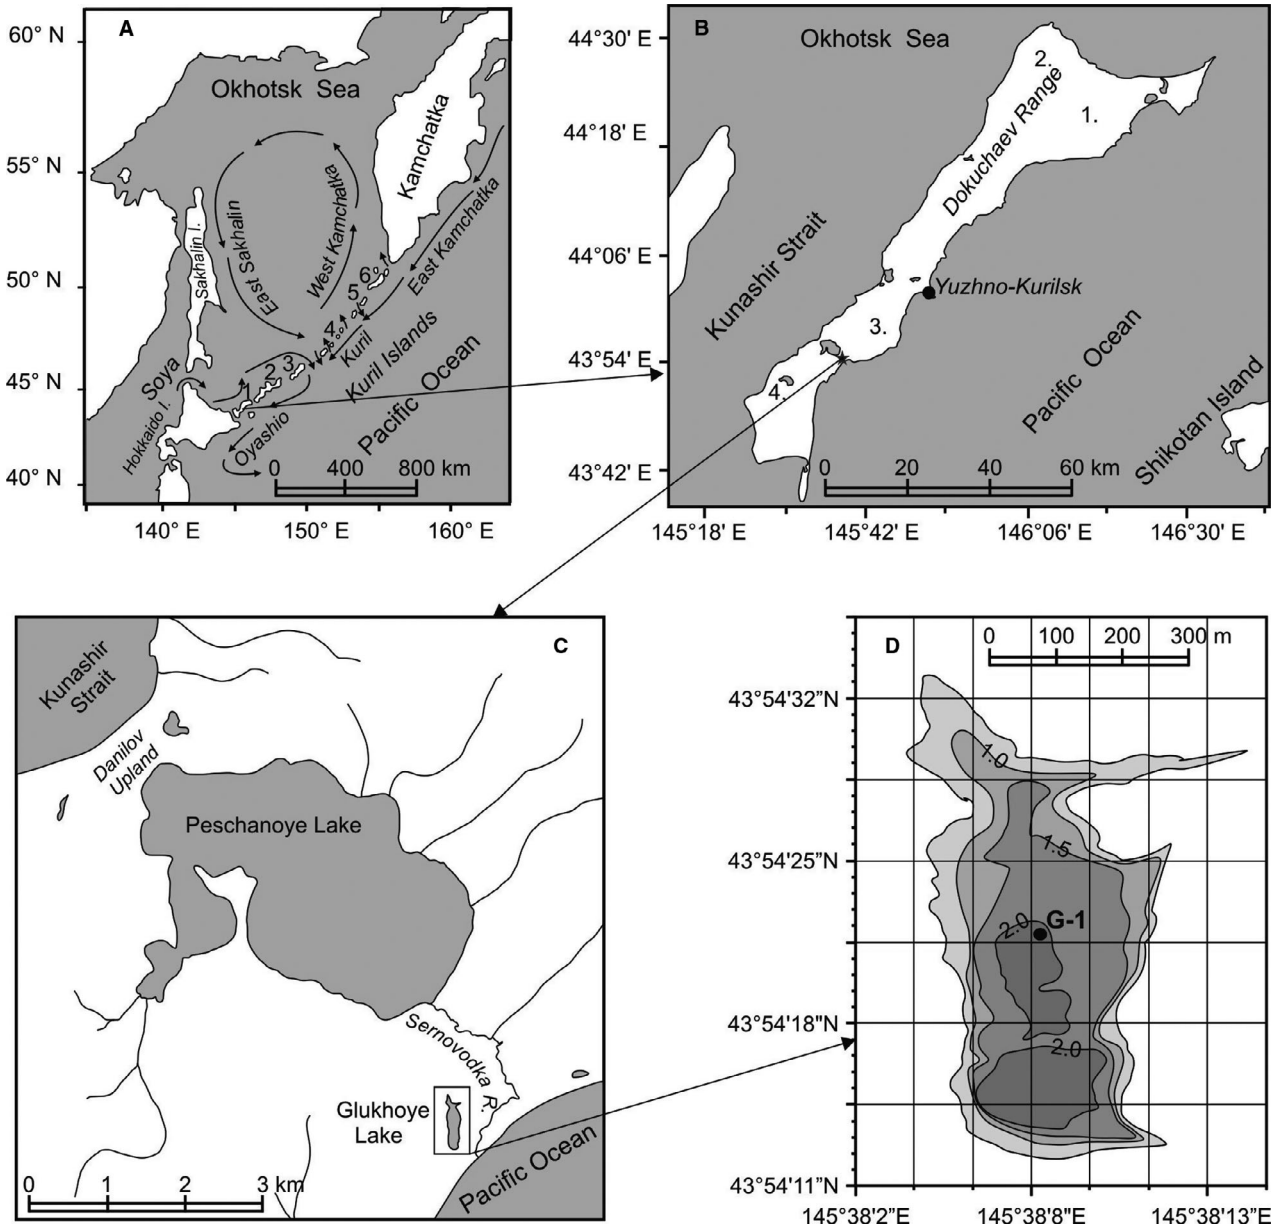 A
60° N
55° N
50° N
45° N
40° N
Okhotsk Sea
Kamchatka
Sakhalin I.
East Sakhalin
West Kamchatka
East Kamchatka
6
5
4
3
2
1
Kuril
Kuril Islands
Soya
Hokkaido I.
Oyashio
Pacific Ocean
0 400 800 km
140° E 150° E 160° E
B
44°30' E
44°18' E
44°06' E
43°54' E
43°42' E
Okhotsk Sea
2.
1.
Dokuchaev Range
Kunashir Strait
Yuzhno-Kurilsk
3.
4.
Pacific Ocean
Shikotan Island
0 20 40 60 km
145°18' E 145°42' E 146°06' E 146°30' E
C
Kunashir
Strait
Danilov
Upland
Peschanoye Lake
Sernovodka R.
Glukhoye
Lake
Pacific Ocean
0 1 2 3 km
D
0 100 200 300 m
43°54'32”N
43°54'25”N
43°54'18"N
43°54'11”N
1.0
1.5
2.0
G-1
2.0
145°38'2”E 145°38'8”E 145°38'13”E